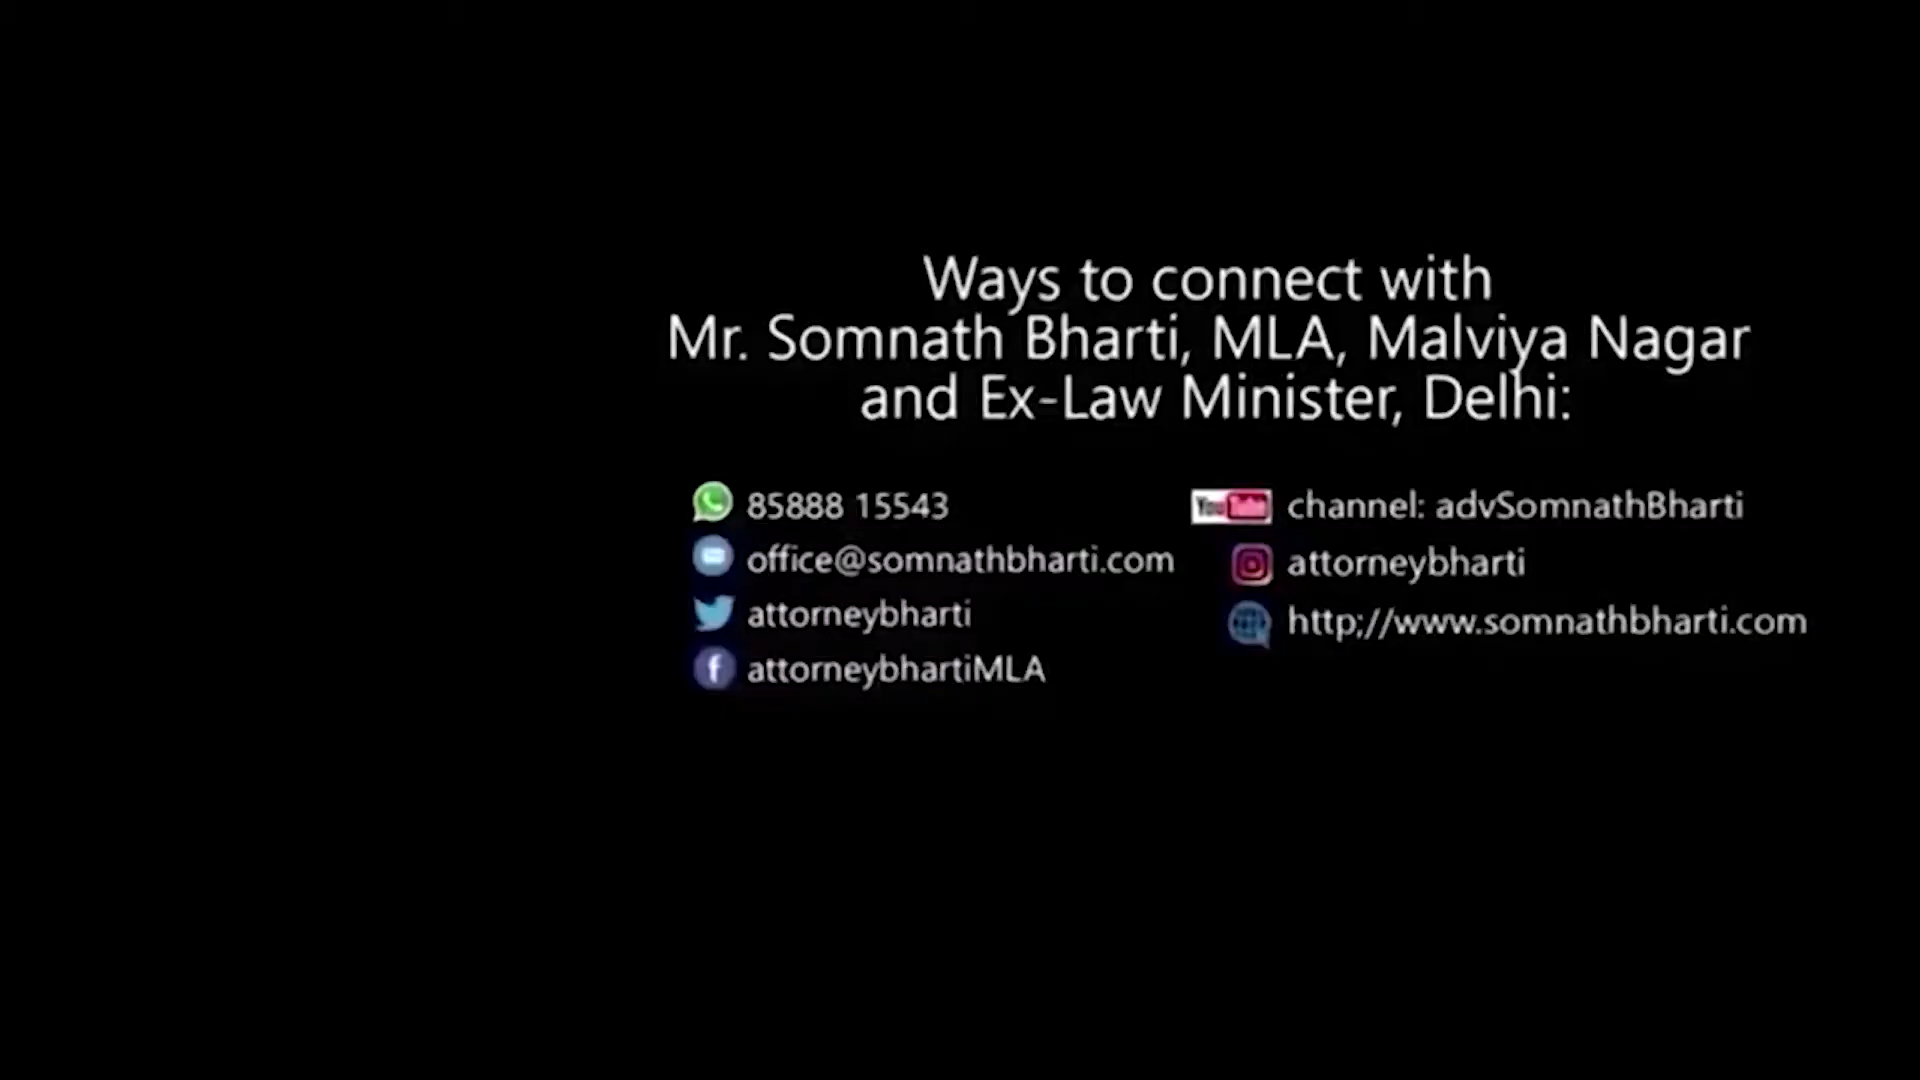 Ways to connect with
Mr. Somnath Bharti, MLA, Malviya Nagar
and Ex-Law Minister, Delhi:
85888 15543
office@somnathbharti.com
attorneybharti
attorneybhartiMLA
YouTube channel: advSomnathBharti
attorneybharti
http;//www.somnathbharti.com